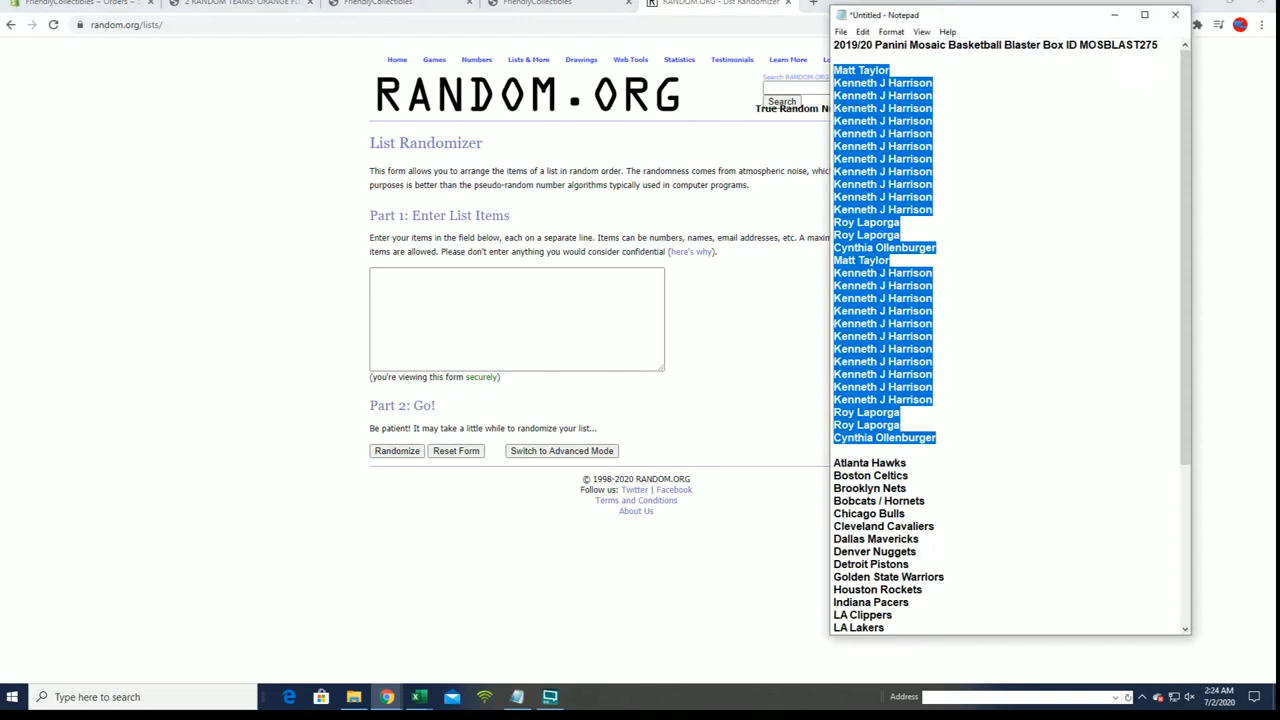 FriendlyCollectibles – Orders –
2 RANDOM TEAMS: ORANGE F
FriendlyCollectibles
FriendlyCollectibles
RANDOM.ORG - List Randomizer
random.org/lists/
Home Games Numbers Lists & More Drawings Web Tools Statistics Testimonials Learn More
Search RANDOM.ORG
RANDOM.ORG
Search
True Random N
List Randomizer
This form allows you to arrange the items of a list in random order. The randomness comes from atmospheric noise, whic
purposes is better than the pseudo-random number algorithms typically used in computer programs.
Part 1: Enter List Items
Enter your items in the field below, each on a separate line. Items can be numbers, names, email addresses, etc. A maxim
items are allowed. Please don't enter anything you would consider confidential (here's why).
(you're viewing this form securely)
Part 2: Go!
Be patient! It may take a little while to randomize your list...
Randomize Reset Form Switch to Advanced Mode
© 1998-2020 RANDOM.ORG
Follow us: Twitter | Facebook
Terms and Conditions
About Us
*Untitled - Notepad
File Edit Format View Help
2019/20 Panini Mosaic Basketball Blaster Box ID MOSBLAST275
Matt Taylor
Kenneth J Harrison
Kenneth J Harrison
Kenneth J Harrison
Kenneth J Harrison
Kenneth J Harrison
Kenneth J Harrison
Kenneth J Harrison
Kenneth J Harrison
Kenneth J Harrison
Kenneth J Harrison
Kenneth J Harrison
Roy Laporga
Roy Laporga
Cynthia Ollenburger
Matt Taylor
Kenneth J Harrison
Kenneth J Harrison
Kenneth J Harrison
Kenneth J Harrison
Kenneth J Harrison
Kenneth J Harrison
Kenneth J Harrison
Kenneth J Harrison
Kenneth J Harrison
Kenneth J Harrison
Kenneth J Harrison
Roy Laporga
Roy Laporga
Cynthia Ollenburger
Atlanta Hawks
Boston Celtics
Brooklyn Nets
Bobcats / Hornets
Chicago Bulls
Cleveland Cavaliers
Dallas Mavericks
Denver Nuggets
Detroit Pistons
Golden State Warriors
Houston Rockets
Indiana Pacers
LA Clippers
LA Lakers
Type here to search
Address
2:24 AM
7/2/2020